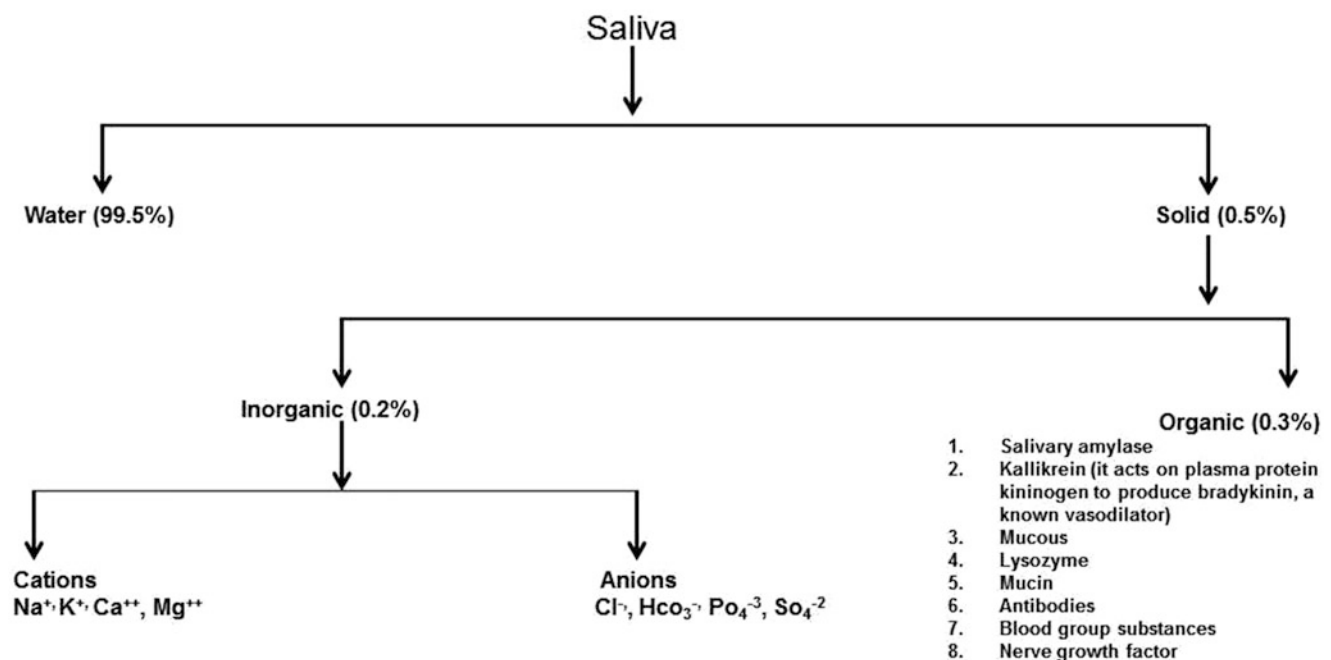 Saliva
Water (99.5%)
Solid (0.5%)
Inorganic (0.2%)
Organic (0.3%)
1. Salivary amylase
2. Kallikrein (it acts on plasma protein
kininogen to produce bradykinin, a
known vasodilator)
3. Mucous
4. Lysozyme
5. Mucin
6. Antibodies
7. Blood group substances
8. Nerve growth factor
Cations
Na⁺, K⁺, Ca⁺⁺, Mg⁺⁺
Anions
Cl⁻, Hco₃⁻, Po₄⁻³, So₄⁻²